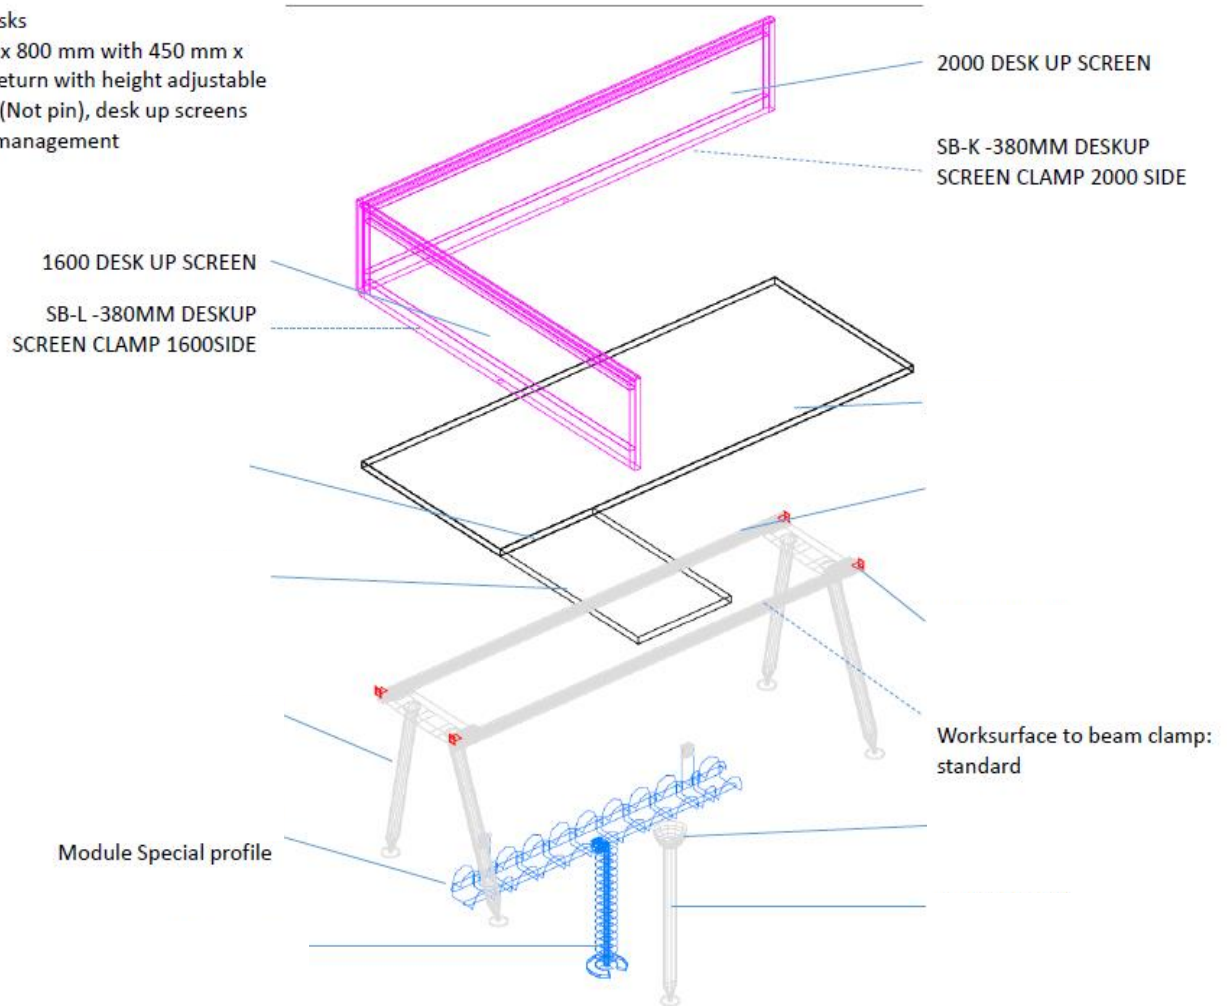 x 800 mm with 450 mm x
with height adjustable
(Not pin), desk up screens
management
2000 DESK UP SCREEN
SB-K -380MM DESKUP
SCREEN CLAMP 2000 SIDE
1600 DESK UP SCREEN
SB-L -380MM DESKUP
SCREEN CLAMP 1600SIDE
Worksurface to beam clamp:
standard
Module Special profile